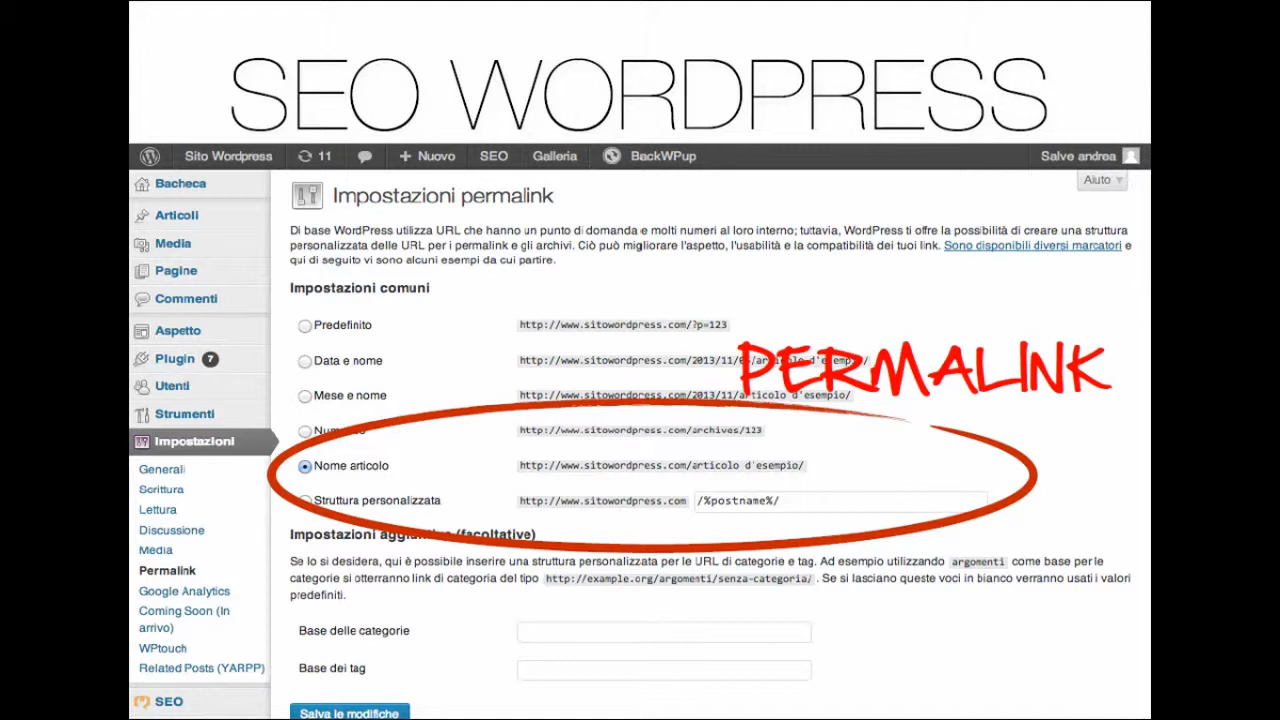 SEO WORDPRESS
Sito Wordpress 11 + Nuovo SEO Galleria BackWPup Salve andrea
Aiuto
Bacheca
Articoli
Media
Pagine
Commenti
Aspetto
Plugin 7
Utenti
Strumenti
Impostazioni
Generali
Scrittura
Lettura
Discussione
Media
Permalink
Google Analytics
Coming Soon (In
arrivo)
WPtouch
Related Posts (YARPP)
SEO
Impostazioni permalink
Di base WordPress utilizza URL che hanno un punto di domanda e molti numeri al loro interno; tuttavia, WordPress ti offre la possibilità di creare una struttura
personalizzata delle URL per i permalink e gli archivi. Ciò può migliorare l'aspetto, l'usabilità e la compatibilità dei tuoi link. Sono disponibili diversi marcatori e
qui di seguito vi sono alcuni esempi da cui partire.
Impostazioni comuni
Predefinito http://www.sitowordpress.com/?p=123
Data e nome
PERMALINK
Mese e nome http://www.sitowordpress.com/2013/11/articolo d'esempio/
http://www.sitowordpress.com/archives/123
Nome articolo http://www.sitowordpress.com/articolo d'esempio/
Struttura personalizzata http://www.sitowordpress.com /%postname%/
Impostazioni (facoltative)
Se lo si desidera, qui è possibile inserire una struttura personalizzata per le URL di categorie e tag. Ad esempio utilizzando argomenti come base per le
categorie si otterranno link di categoria del tipo http://example.org/argomenti/senza-categoria/ . Se si lasciano queste voci in bianco verranno usati i valori
predefiniti.
Base delle categorie
Base dei tag
Salva le modifiche